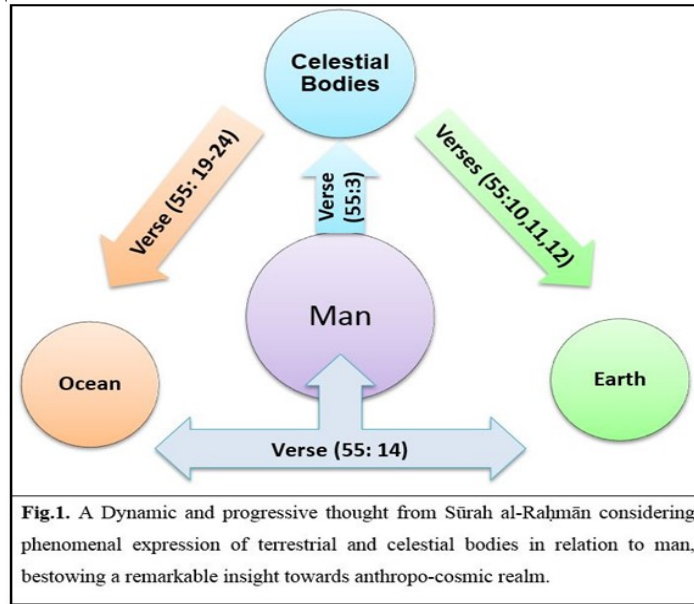 Celestial
Bodies
Verse (55: 19-24)
Verse
(55:3)
Verses (55:10,11,12)
Man
Ocean
Earth
Verse (55: 14)
Fig.1. A Dynamic and progressive thought from Sūrah al-Raḥmān considering
phenomenal expression of terrestrial and celestial bodies in relation to man,
bestowing a remarkable insight towards anthropo-cosmic realm.